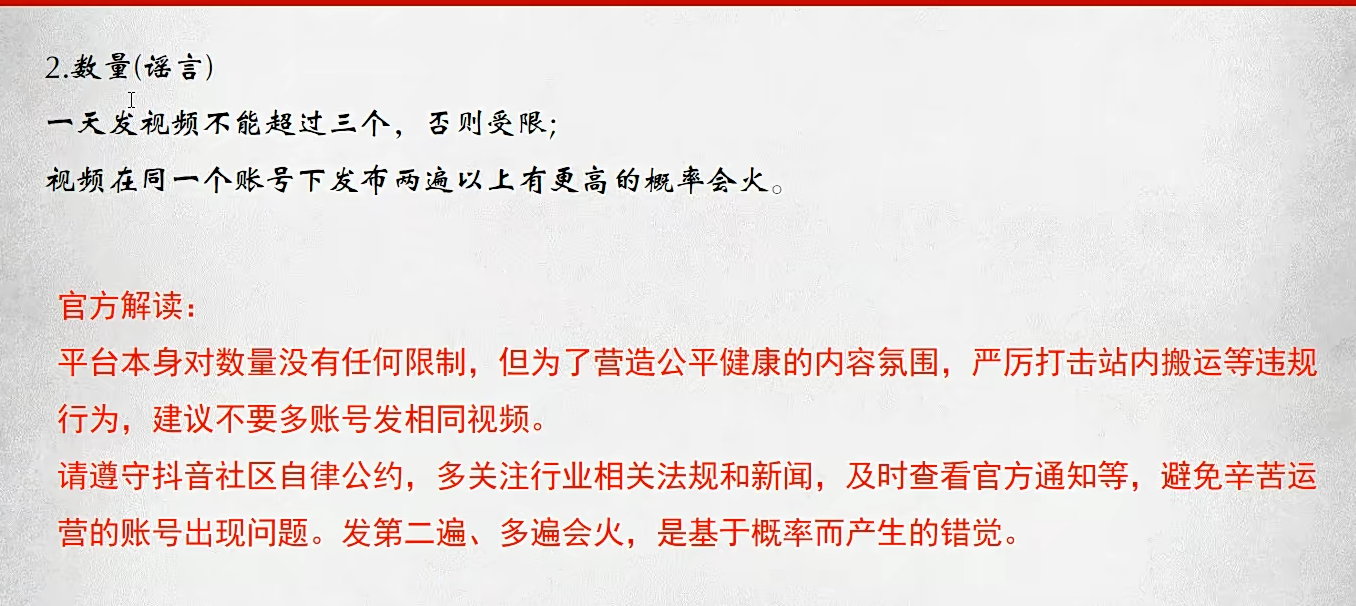 2.数量(谣言)
一天发视频不能超过三个，否则受限;
视频在同一个账号下发布两遍以上有更高的概率会火。
官方解读：
平台本身对数量没有任何限制，但为了营造公平健康的内容氛围，严厉打击站内搬运等违规
行为，建议不要多账号发相同视频。
请遵守抖音社区自律公约，多关注行业相关法规和新闻，及时查看官方通知等，避免辛苦运
营的账号出现问题。发第二遍、多遍会火，是基于概率而产生的错觉。